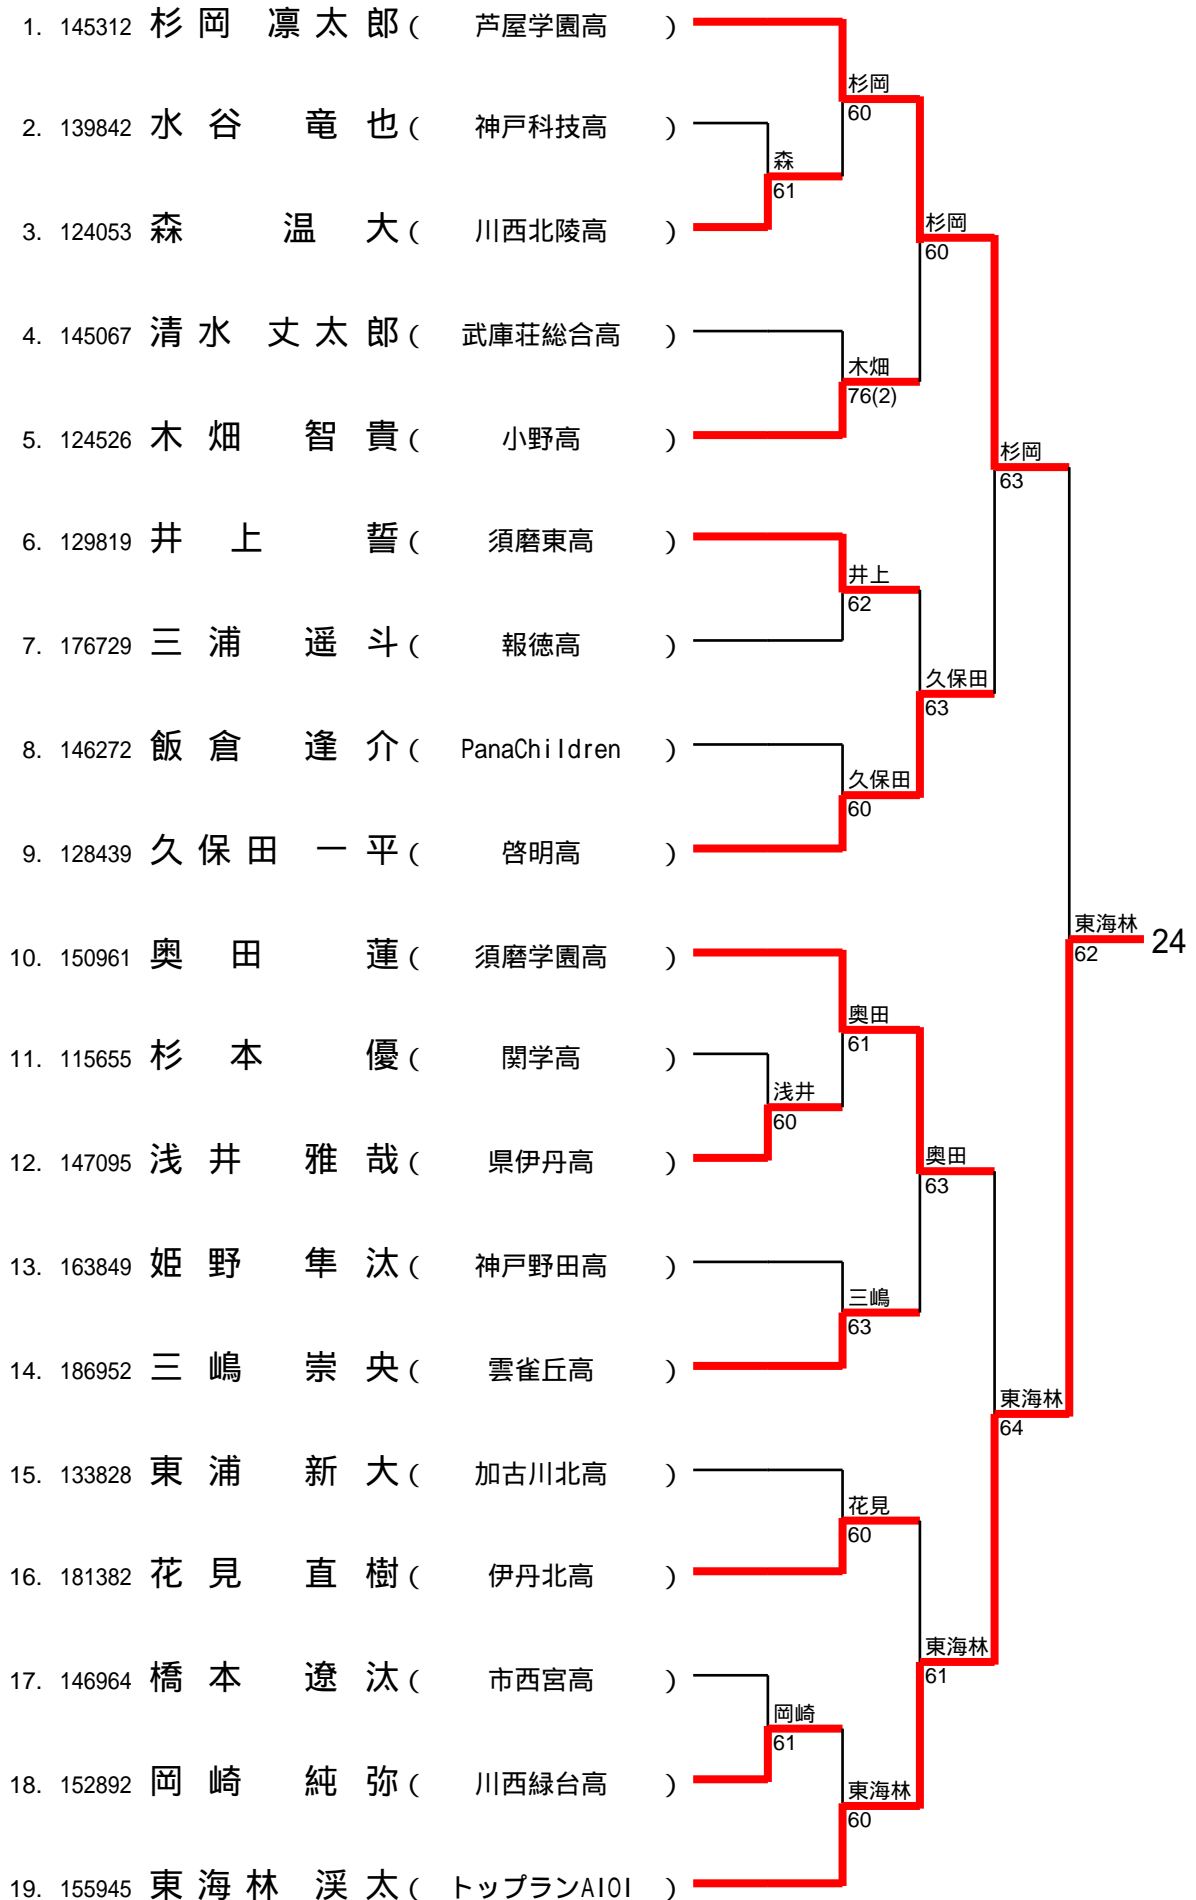 1. 145312 杉岡 凛太郎 ( 芦屋学園高 )
杉岡
60
2. 139842 水谷 竜也 ( 神戸科技高 )
森
61
3. 124053 森 温大 ( 川西北陵高 )
杉岡
60
4. 145067 清水 丈太郎 ( 武庫荘総合高 )
木畑
76(2)
5. 124526 木畑 智貴 ( 小野高 )
杉岡
63
6. 129819 井上 誓 ( 須磨東高 )
井上
62
7. 176729 三浦 遥斗 ( 報徳高 )
久保田
63
8. 146272 飯倉 逢介 ( PanaChildren )
久保田
60
9. 128439 久保田 一平 ( 啓明高 )
東海林 24
62
10. 150961 奥田 蓮 ( 須磨学園高 )
奥田
61
11. 115655 杉本 優 ( 関学高 )
浅井
60
12. 147095 浅井 雅哉 ( 県伊丹高 )
奥田
63
13. 163849 姫野 隼汰 ( 神戸野田高 )
三嶋
63
14. 186952 三嶋 崇央 ( 雲雀丘高 )
東海林
64
15. 133828 東浦 新大 ( 加古川北高 )
花見
60
16. 181382 花見 直樹 ( 伊丹北高 )
東海林
61
17. 146964 橋本 遼汰 ( 市西宮高 )
岡崎
61
18. 152892 岡崎 純弥 ( 川西緑台高 )
東海林
60
19. 155945 東海林 渓太 ( トップランAIOI )